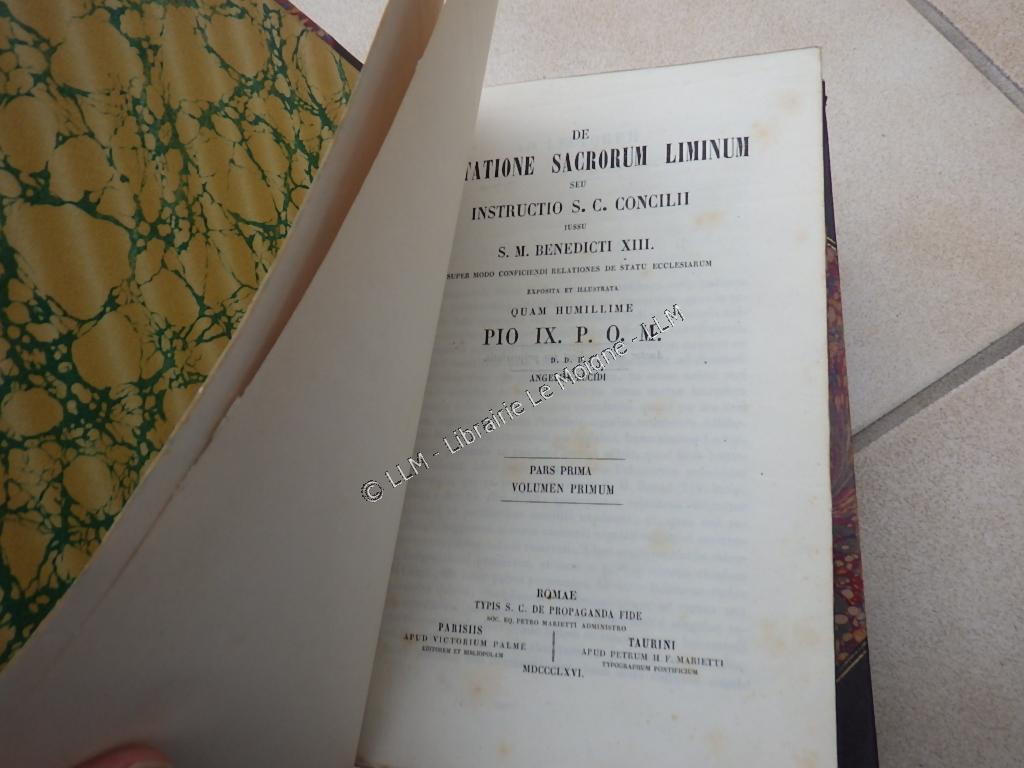 DE
TATIONE SACRORUM LIMINUM
SEU
INSTRUCTIO S. C. CONCILII
IUSSU
S. M. BENEDICTI XIII.
SUPER MODO CONFICIENDI RELATIONES DE STATU ECCLESIARUM
EXPOSITA ET ILLUSTRATA
QUAM HUMILLIME
PIO IX. P. O. M.
D. D. D.
PARS PRIMA
VOLUMEN PRIMUM
ROMAE
TYPIS S. C. DE PROPAGANDA FIDE
SOC. EQ. PETRO MARIETTI ADMINISTRO
PARISIIS
APUD VICTORIUM PALMÉ
EDITOREM ET BIBLIOPOLAM
TAURINI
APUD PETRUM H F. MARIETTI
TYPOGRAPHUM PONTIFICIUM
MDCCCLXVI.
© LLM - Librairie Le Moigne - LLM